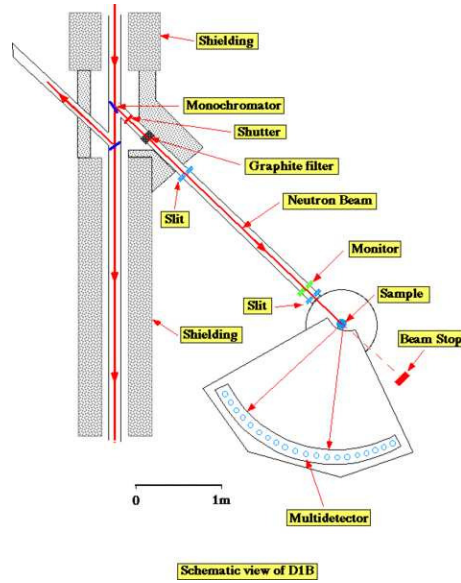 Shielding
Monochromator
Shutter
Graphite filter
Slit
Neutron Beam
Monitor
Slit
Sample
Shielding
Beam Stop
0 1m
Multidetector
Schematic view of D1B